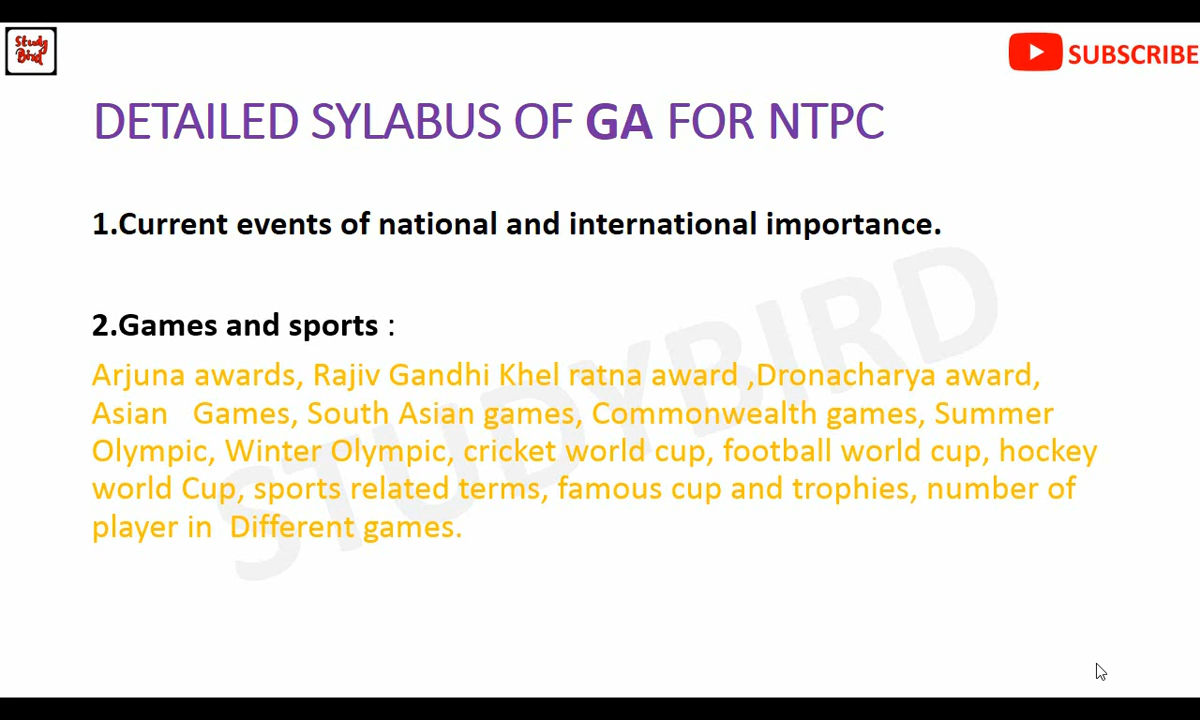 Study
Bird
SUBSCRIBE
DETAILED SYLABUS OF GA FOR NTPC
1.Current events of national and international importance.
2.Games and sports :
Arjuna awards, Rajiv Gandhi Khel ratna award ,Dronacharya award,
Asian   Games, South Asian games, Commonwealth games, Summer
Olympic, Winter Olympic, cricket world cup, football world cup, hockey
world Cup, sports related terms, famous cup and trophies, number of
player in  Different games.
STUDYBIRD